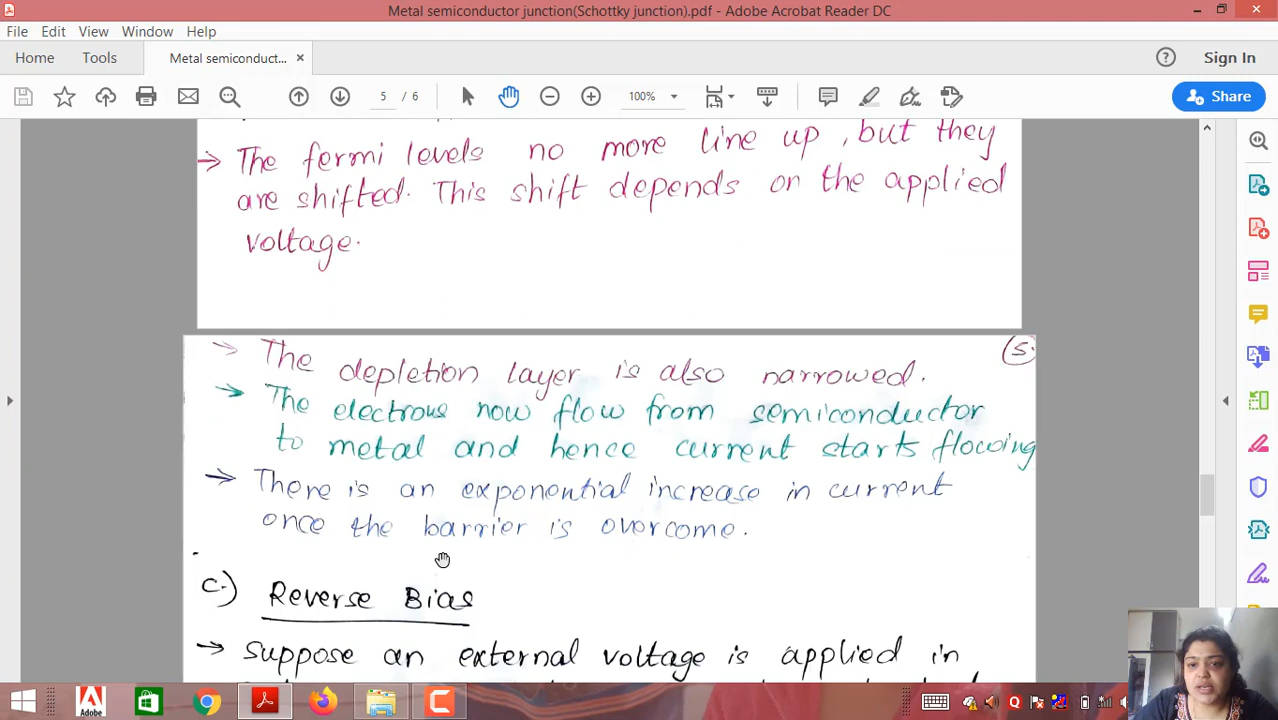 Metal semiconductor junction(Schottky junction).pdf - Adobe Acrobat Reader DC
File Edit View Window Help
Home Tools Metal semiconduct... Sign In
5 / 6 100% Share
→ The fermi levels no more line up, but they
are shifted. This shift depends on the applied
voltage.
→ The depletion layer is also narrowed. 5.
→ The electrons now flow from semiconductor
to metal and hence current starts flowing
→ There is an exponential increase in current
once the barrier is overcome.
C.) Reverse Bias
→ Suppose an external voltage is applied in
Adobe